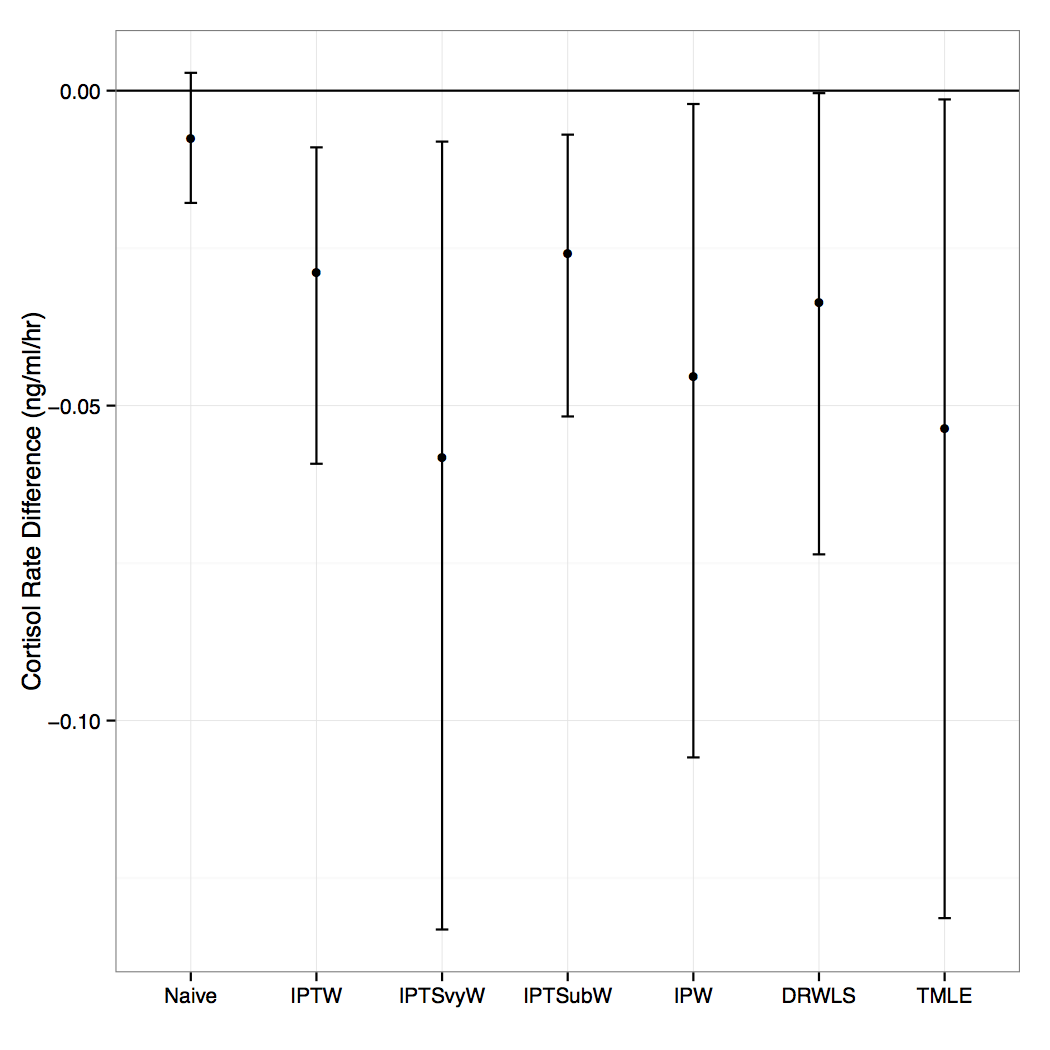 Cortisol Rate Difference (ng/ml/hr)
0.00
−0.05
−0.10
Naive IPTW IPTSvyW IPTSubW IPW DRWLS TMLE